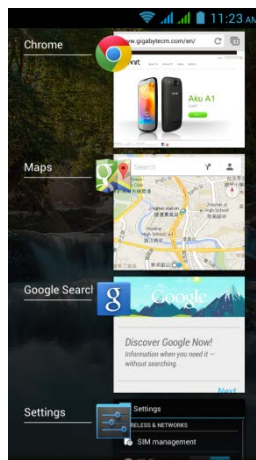 11:23 AM
Chrome
www.gigabytecm.com/en/
Aku A1
Maps
Search
Google Search
Google
Discover Google Now!
Information when you need it —
without searching.
Next
Settings
Settings
WIRELESS & NETWORKS
SIM management